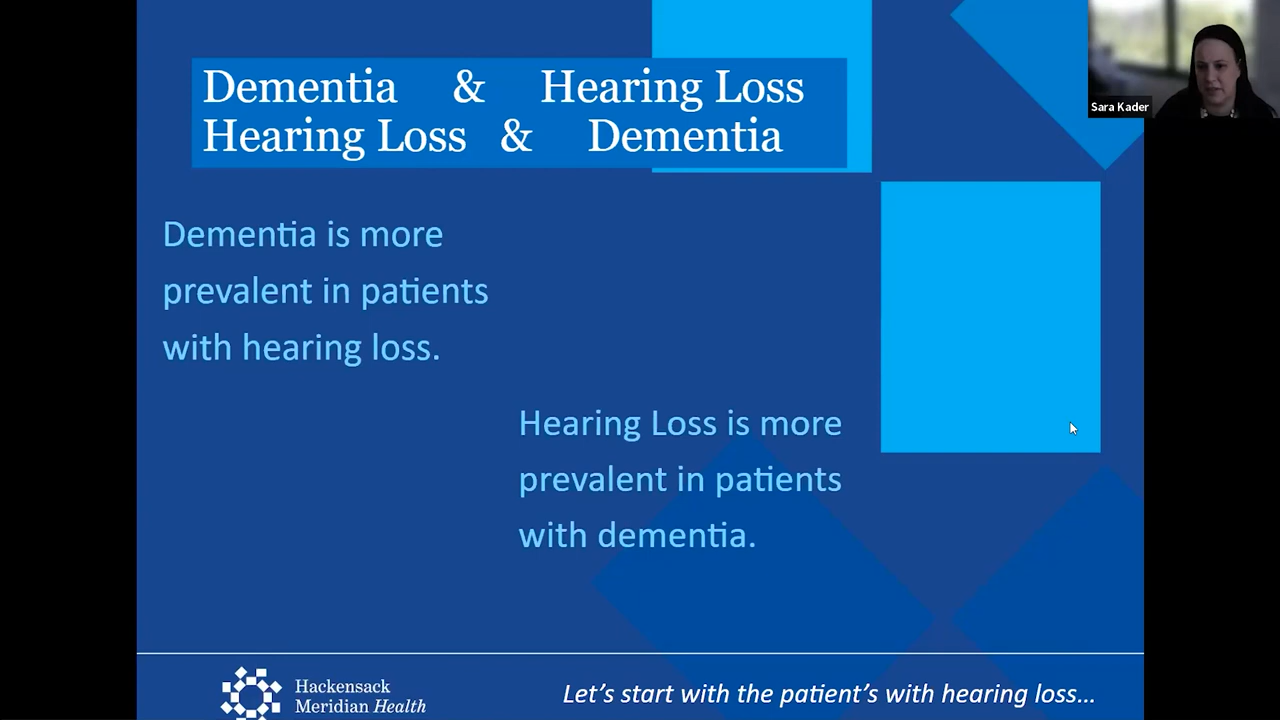 Dementia & Hearing Loss
Hearing Loss & Dementia
Sara Kader
Dementia is more
prevalent in patients
with hearing loss.
Hearing Loss is more
prevalent in patients
with dementia.
Hackensack
Meridian Health
Let's start with the patient's with hearing loss...